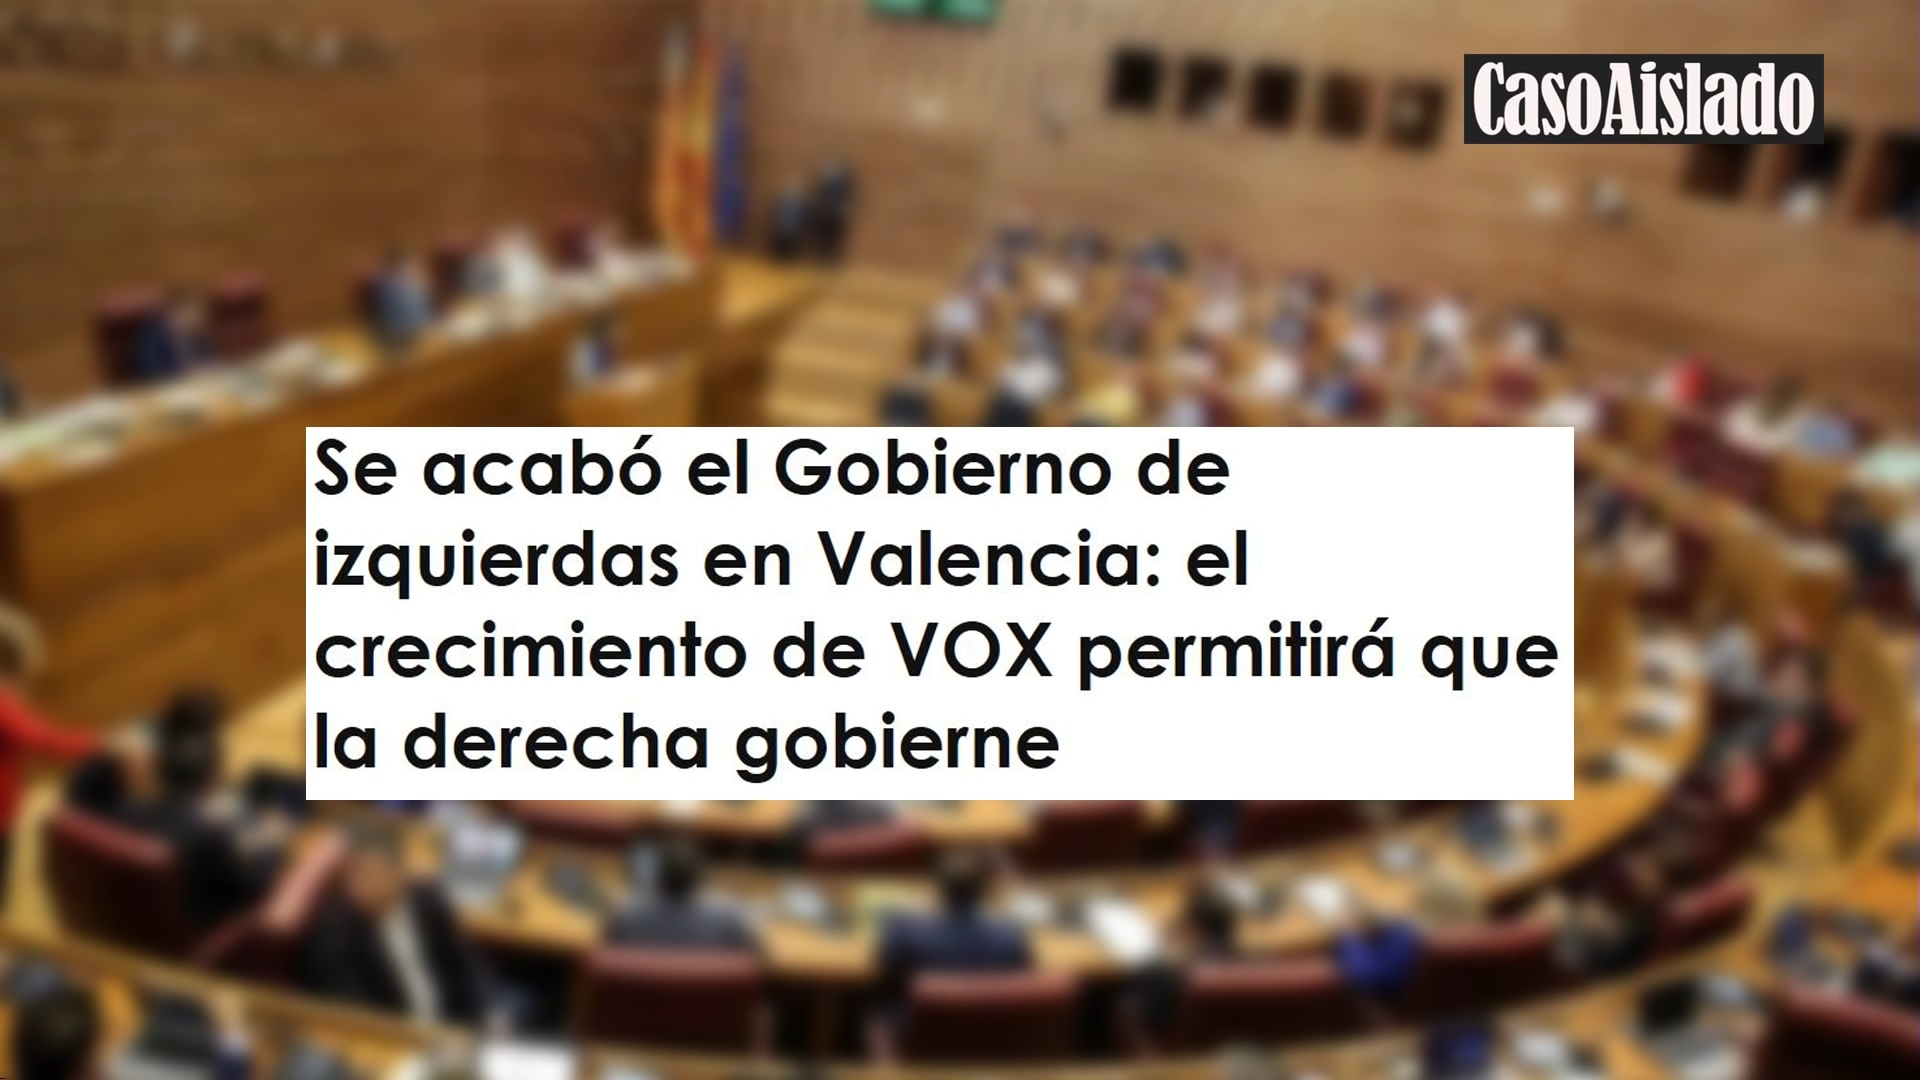 CasoAislado
Se acabó el Gobierno de
izquierdas en Valencia: el
crecimiento de VOX permitirá que
la derecha gobierne